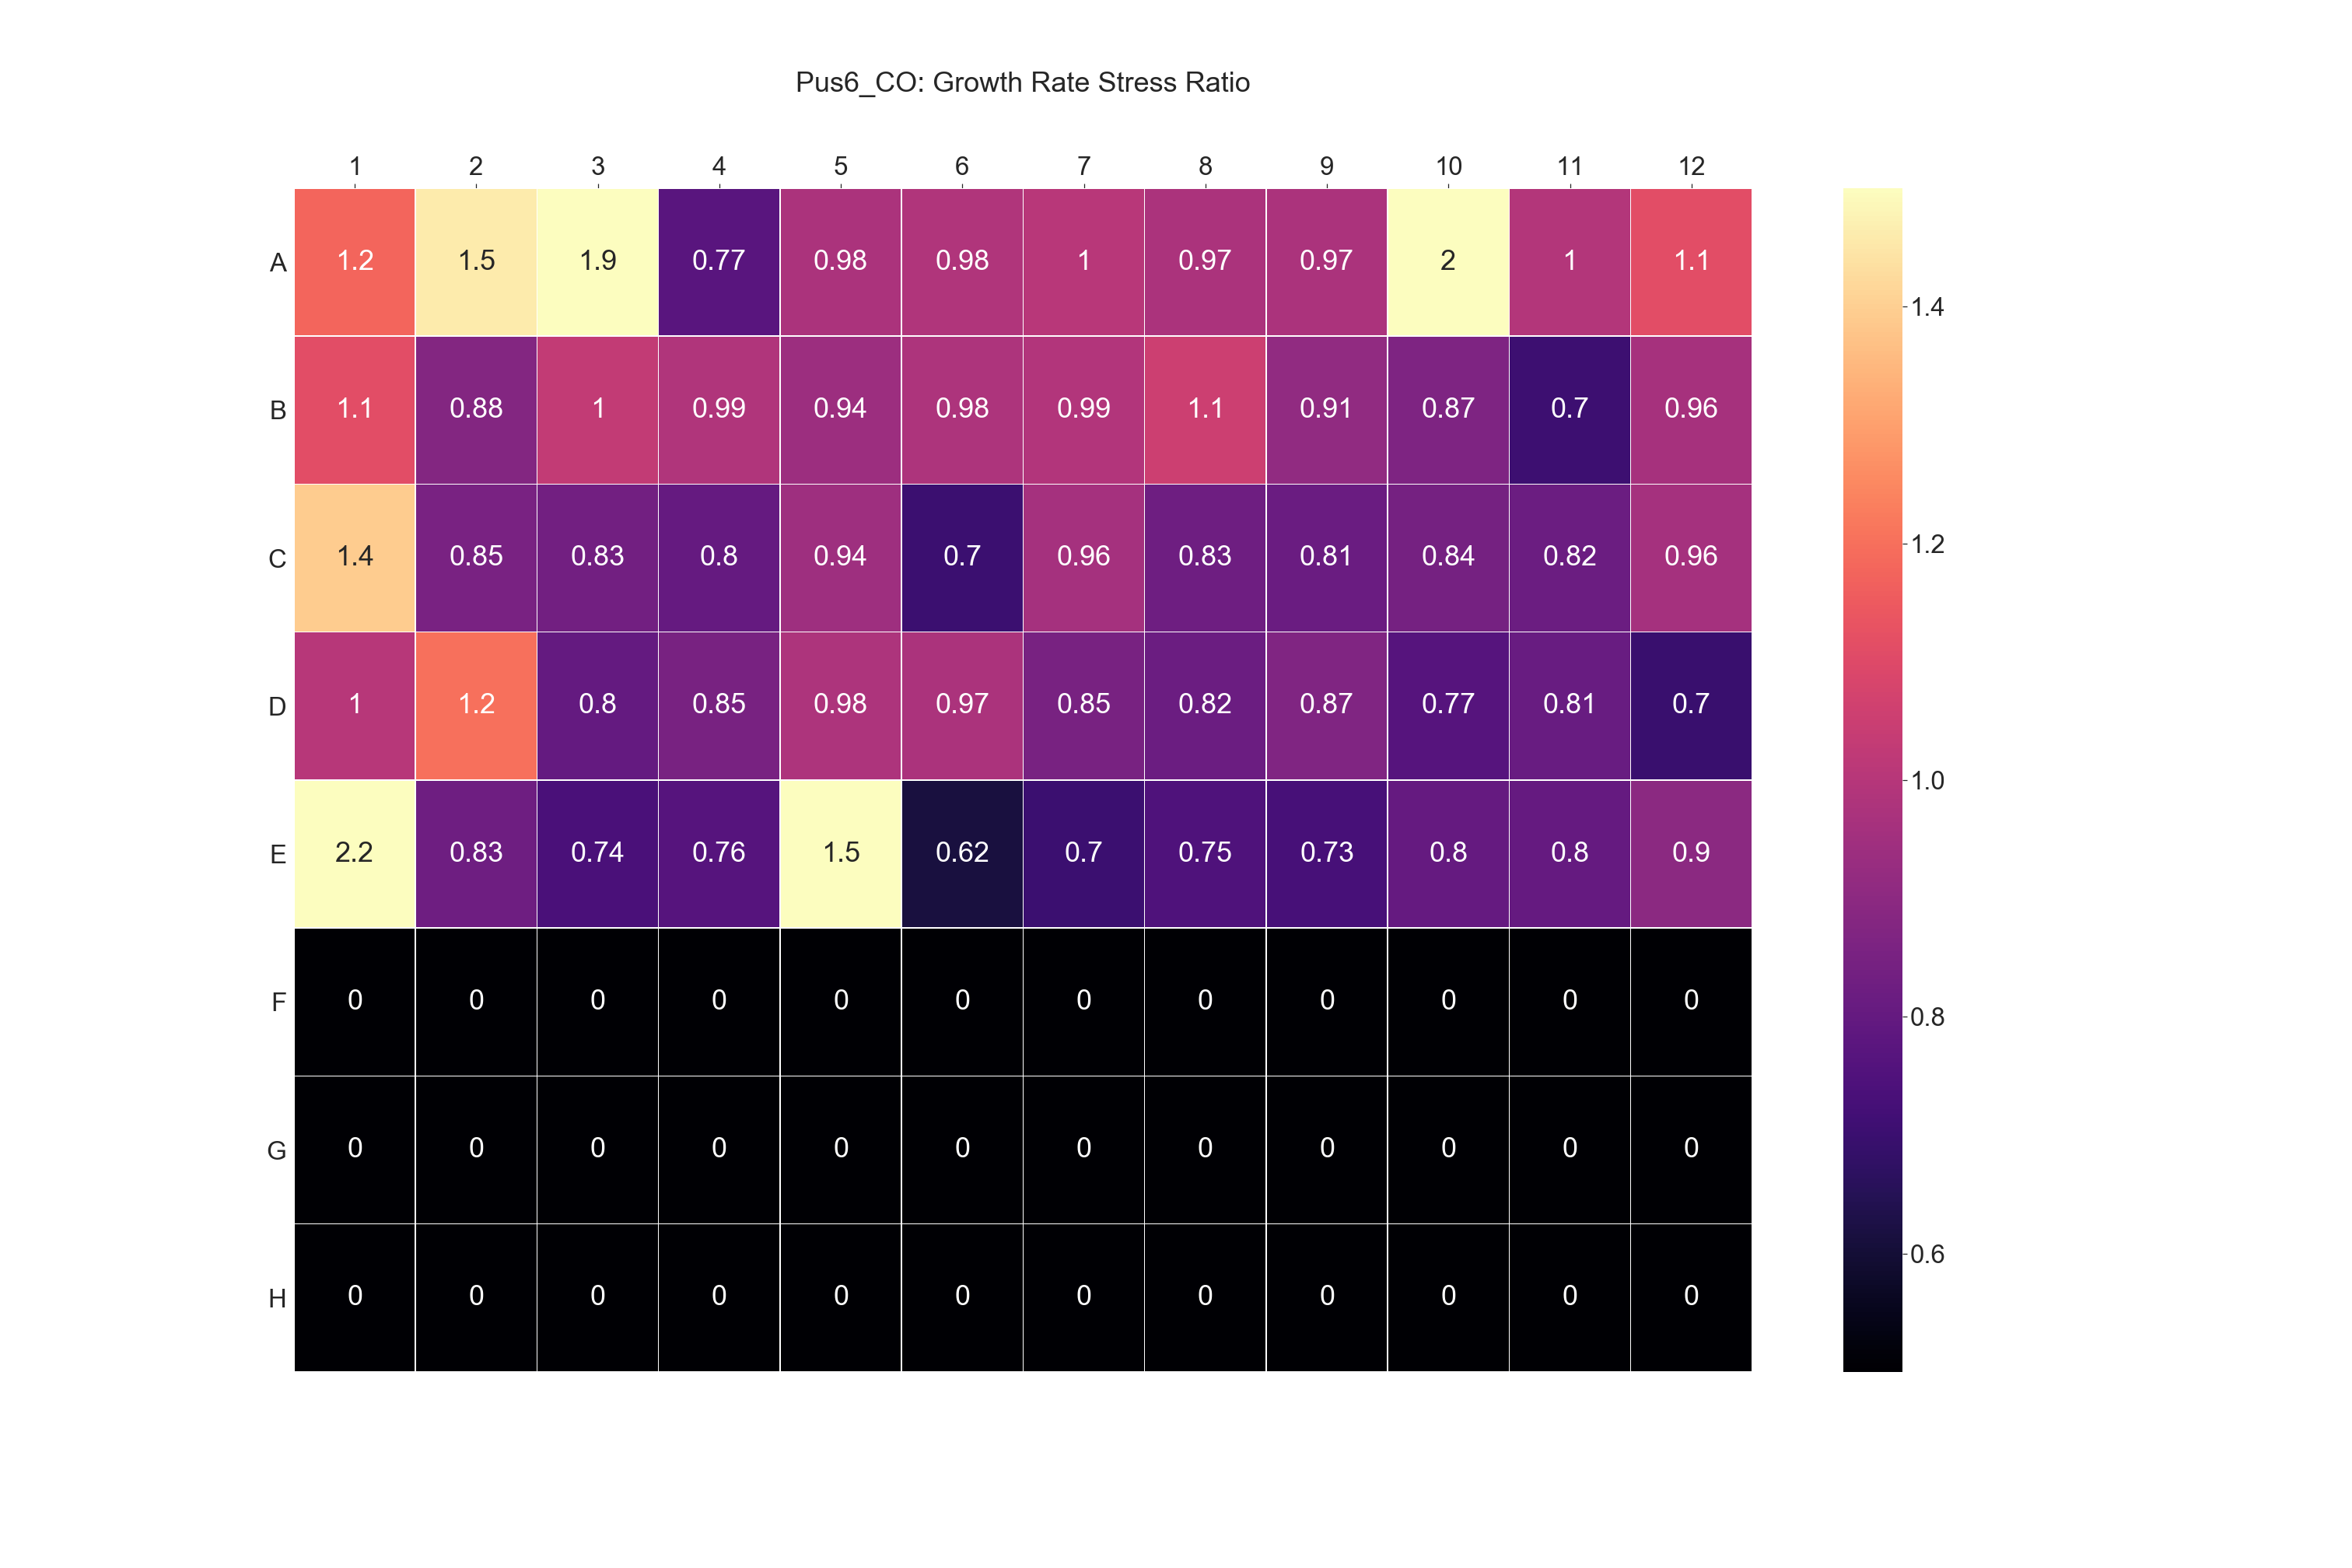 Pus6_CO: Growth Rate Stress Ratio
1 2 3 4 5 6 7 8 9 10 11 12
A 1.2 1.5 1.9 0.77 0.98 0.98 1 0.97 0.97 2 1 1.1
1.4
B 1.1 0.88 1 0.99 0.94 0.98 0.99 1.1 0.91 0.87 0.7 0.96
C 1.4 0.85 0.83 0.8 0.94 0.7 0.96 0.83 0.81 0.84 0.82 0.96
1.2
D 1 1.2 0.8 0.85 0.98 0.97 0.85 0.82 0.87 0.77 0.81 0.7
1.0
E 2.2 0.83 0.74 0.76 1.5 0.62 0.7 0.75 0.73 0.8 0.8 0.9
F 0 0 0 0 0 0 0 0 0 0 0 0
0.8
G 0 0 0 0 0 0 0 0 0 0 0 0
0.6
H 0 0 0 0 0 0 0 0 0 0 0 0